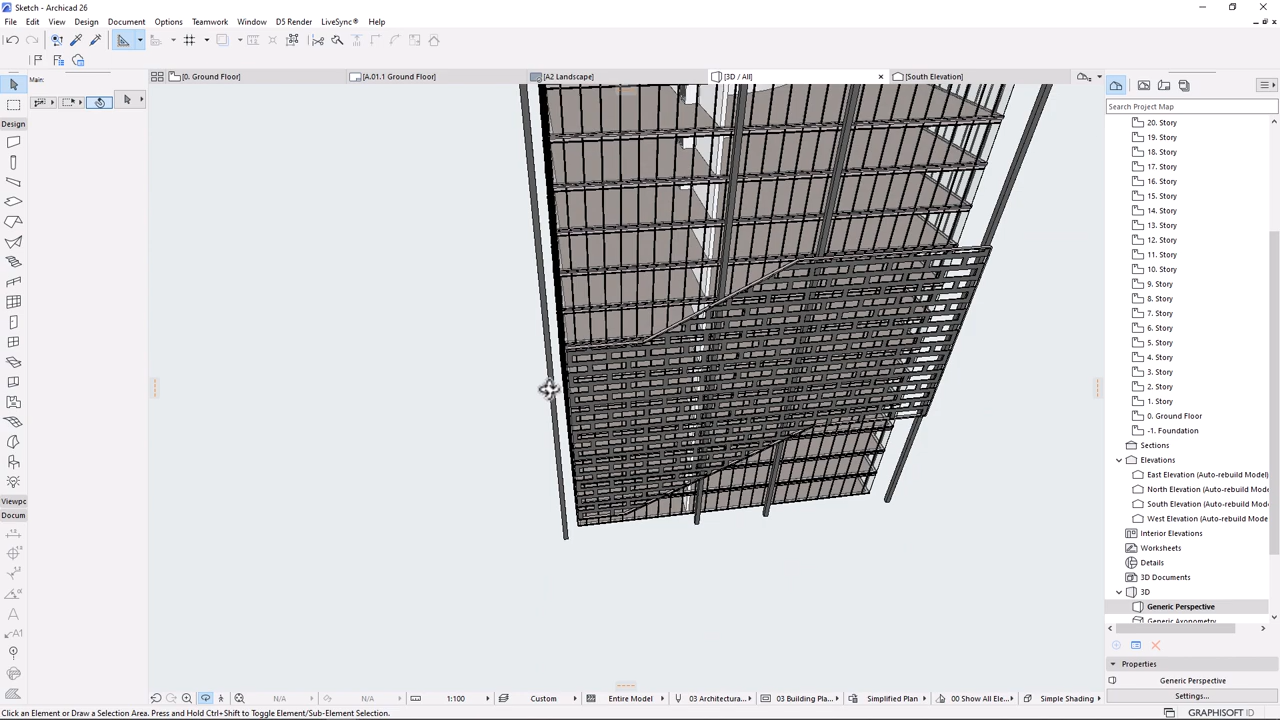 Sketch - Archicad 26
File Edit View Design Document Options Teamwork Window D5 Render LiveSync® Help
Main:
[0. Ground Floor]
[A.01.1 Ground Floor]
[A2 Landscape]
[3D / All]
[South Elevation]
Design
Viewpc
Docum
Search Project Map
20. Story
19. Story
18. Story
17. Story
16. Story
15. Story
14. Story
13. Story
12. Story
11. Story
10. Story
9. Story
8. Story
7. Story
6. Story
5. Story
4. Story
3. Story
2. Story
1. Story
0. Ground Floor
-1. Foundation
Sections
Elevations
East Elevation (Auto-rebuild Model)
North Elevation (Auto-rebuild Mode
South Elevation (Auto-rebuild Mode
West Elevation (Auto-rebuild Mode
Interior Elevations
Worksheets
Details
3D Documents
3D
Generic Perspective
Generic Axonometry
Properties
Generic Perspective
Settings...
N/A
N/A
1:100
Custom
Entire Model
03 Architectura...
03 Building Pla...
Simplified Plan
00 Show All Ele...
Simple Shading
Click an Element or Draw a Selection Area. Press and Hold Ctrl+Shift to Toggle Element/Sub-Element Selection.
GRAPHISOFT ID